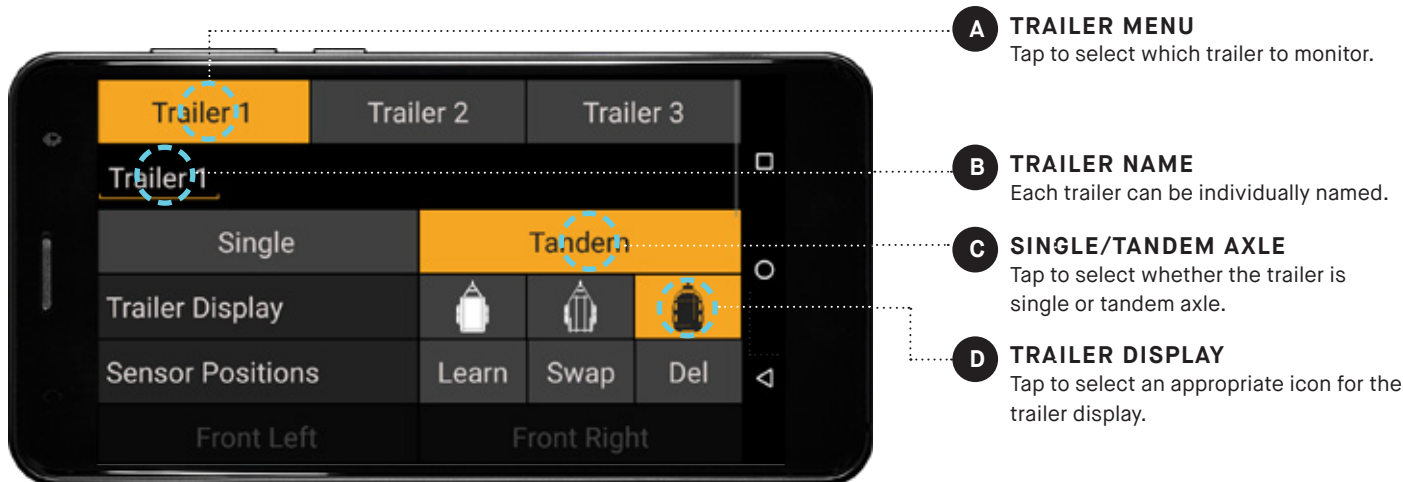 A TRAILER MENU
Tap to select which trailer to monitor.
Trailer 1 Trailer 2 Trailer 3
Trailer 1
B TRAILER NAME
Each trailer can be individually named.
Single Tandem
C SINGLE/TANDEM AXLE
Tap to select whether the trailer is
single or tandem axle.
Trailer Display
Sensor Positions Learn Swap Del
D TRAILER DISPLAY
Tap to select an appropriate icon for the
trailer display.
Front Left Front Right